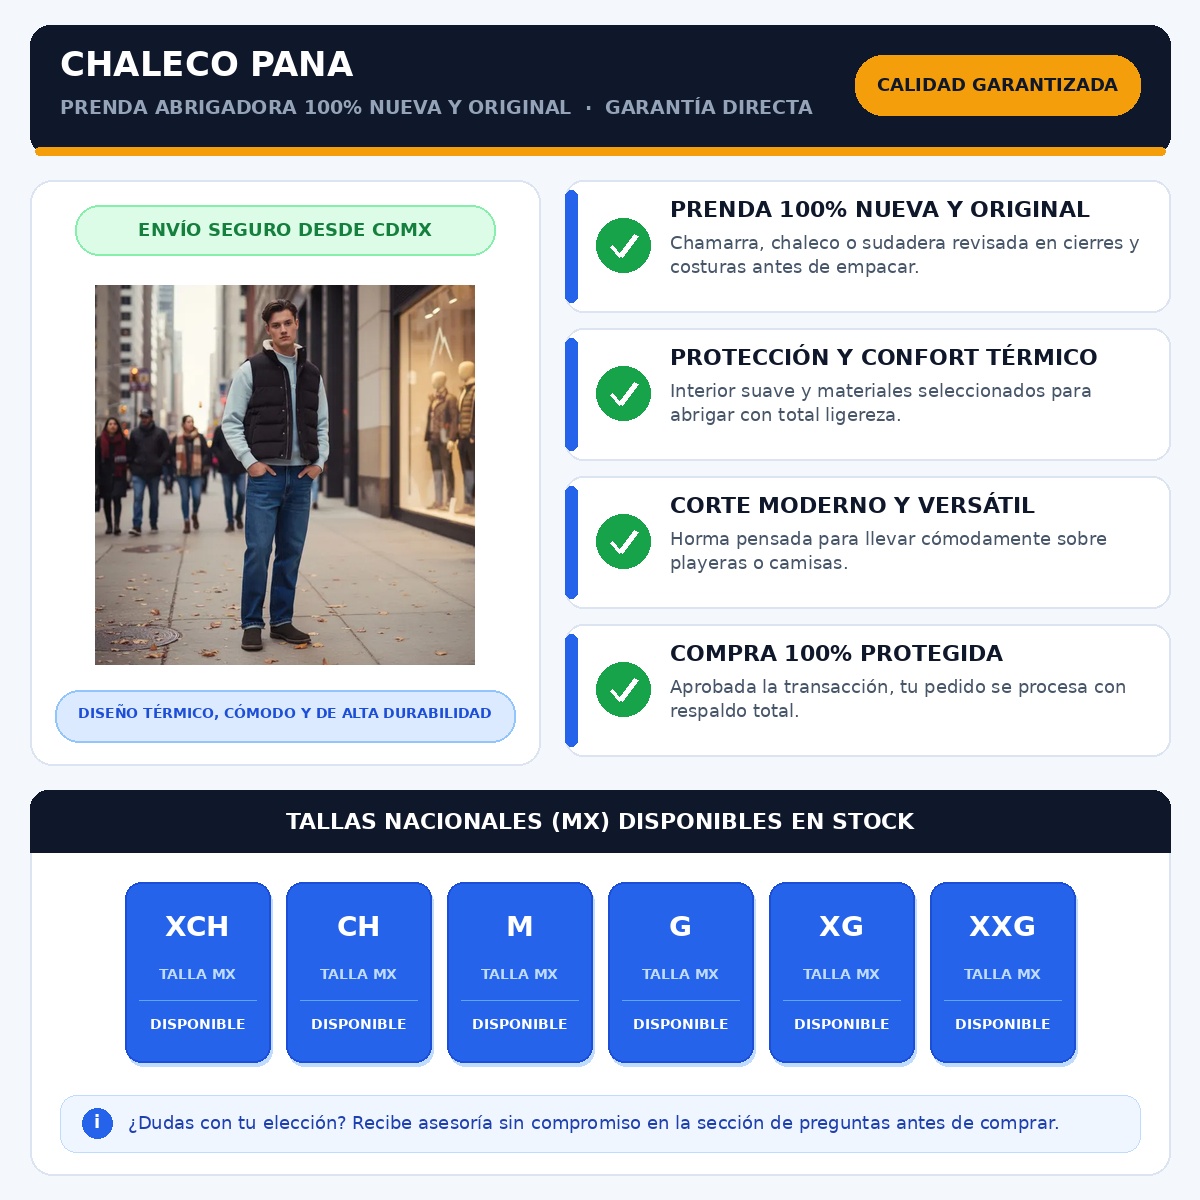 CHALECO PANA
PRENDA ABRIGADORA 100% NUEVA Y ORIGINAL · GARANTÍA DIRECTA
CALIDAD GARANTIZADA
ENVÍO SEGURO DESDE CDMX
DISEÑO TÉRMICO, CÓMODO Y DE ALTA DURABILIDAD
PRENDA 100% NUEVA Y ORIGINAL
Chamarra, chaleco o sudadera revisada en cierres y
costuras antes de empacar.
PROTECCIÓN Y CONFORT TÉRMICO
Interior suave y materiales seleccionados para
abrigar con total ligereza.
CORTE MODERNO Y VERSÁTIL
Horma pensada para llevar cómodamente sobre
playeras o camisas.
COMPRA 100% PROTEGIDA
Aprobada la transacción, tu pedido se procesa con
respaldo total.
TALLAS NACIONALES (MX) DISPONIBLES EN STOCK
XCH CH M G XG XXG
TALLA MX TALLA MX TALLA MX TALLA MX TALLA MX TALLA MX
DISPONIBLE DISPONIBLE DISPONIBLE DISPONIBLE DISPONIBLE DISPONIBLE
i ¿Dudas con tu elección? Recibe asesoría sin compromiso en la sección de preguntas antes de comprar.